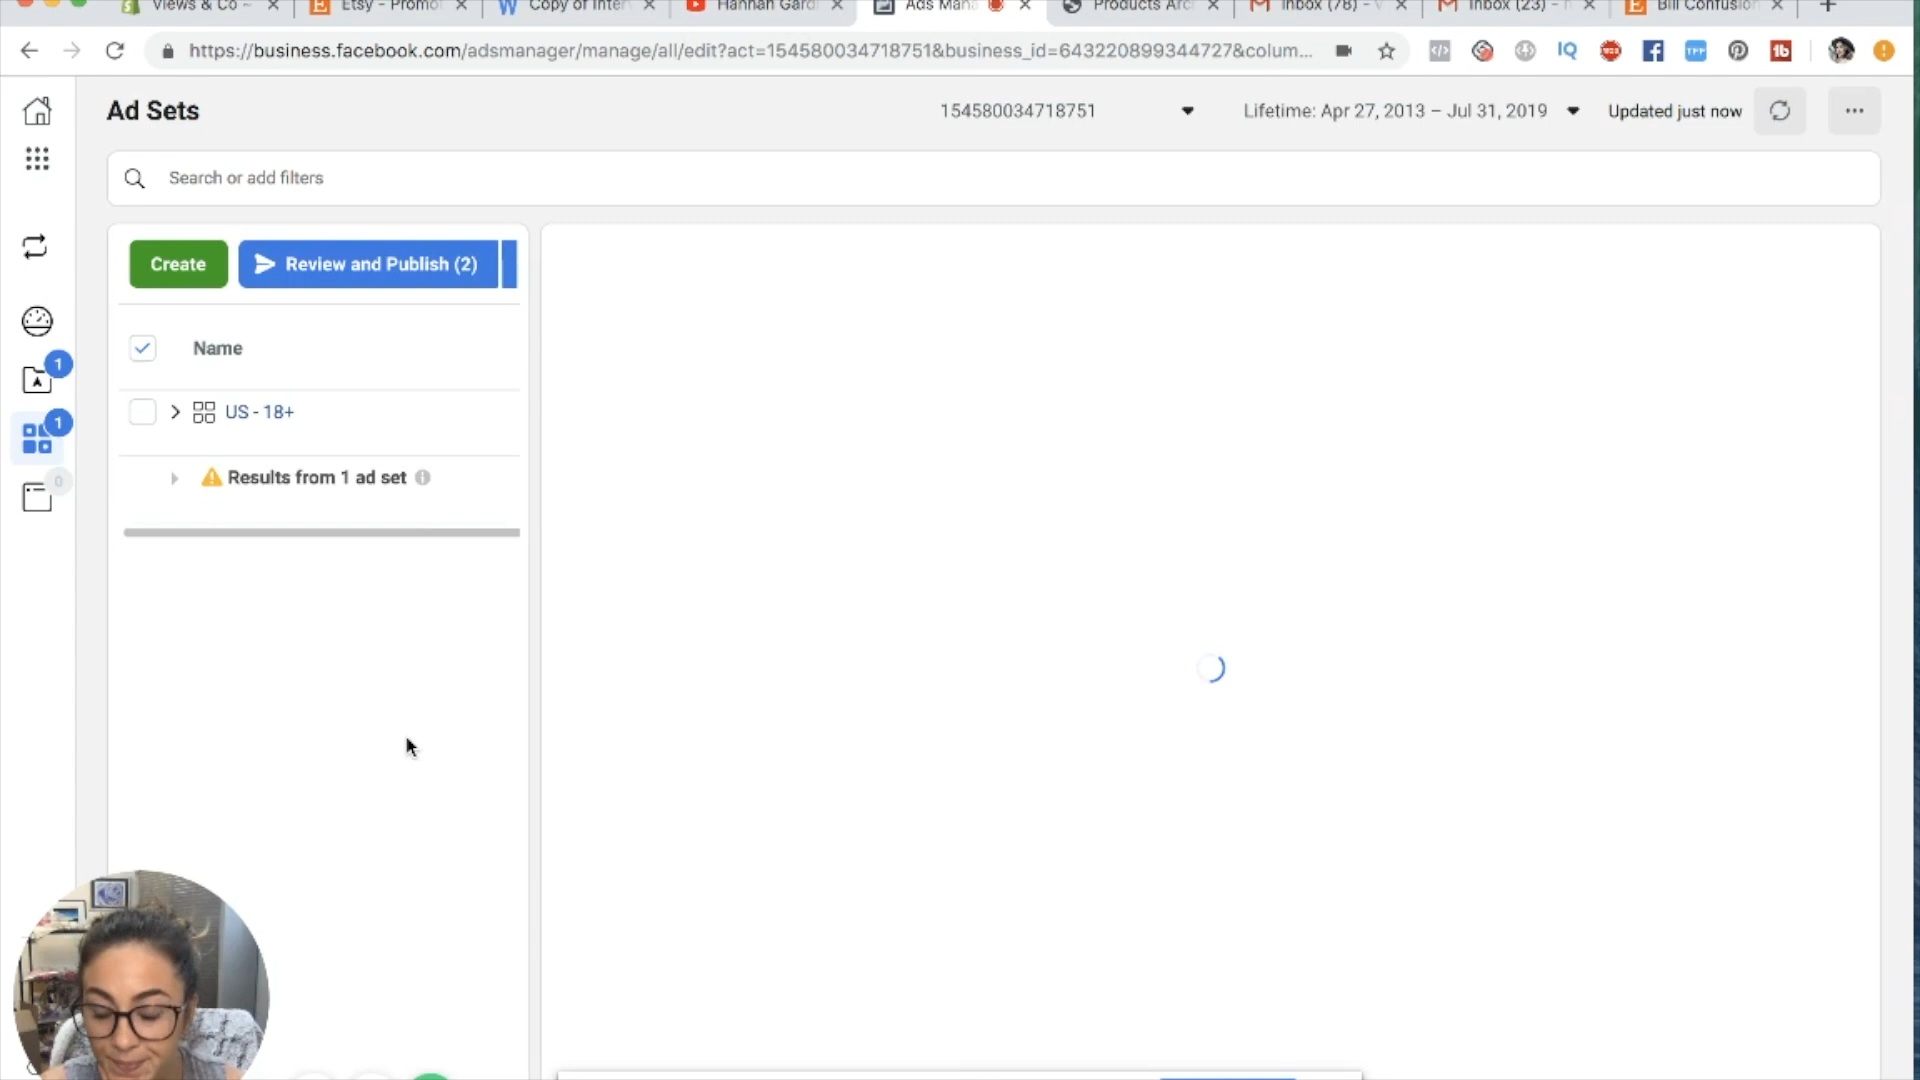 Views & Co -
Etsy - Promo
Copy of Inter
Hannah Gard
Ads Mana
Products Arc
Inbox (78) - V
Inbox (23) -
Bill Confusion
https://business.facebook.com/adsmanager/manage/all/edit?act=154580034718751&business_id=643220899344727&colum...
IQ
TPP
1b
Ad Sets
154580034718751
Lifetime: Apr 27, 2013 – Jul 31, 2019
Updated just now
Search or add filters
Create
Review and Publish (2)
Name
1
US - 18+
1
Results from 1 ad set
0